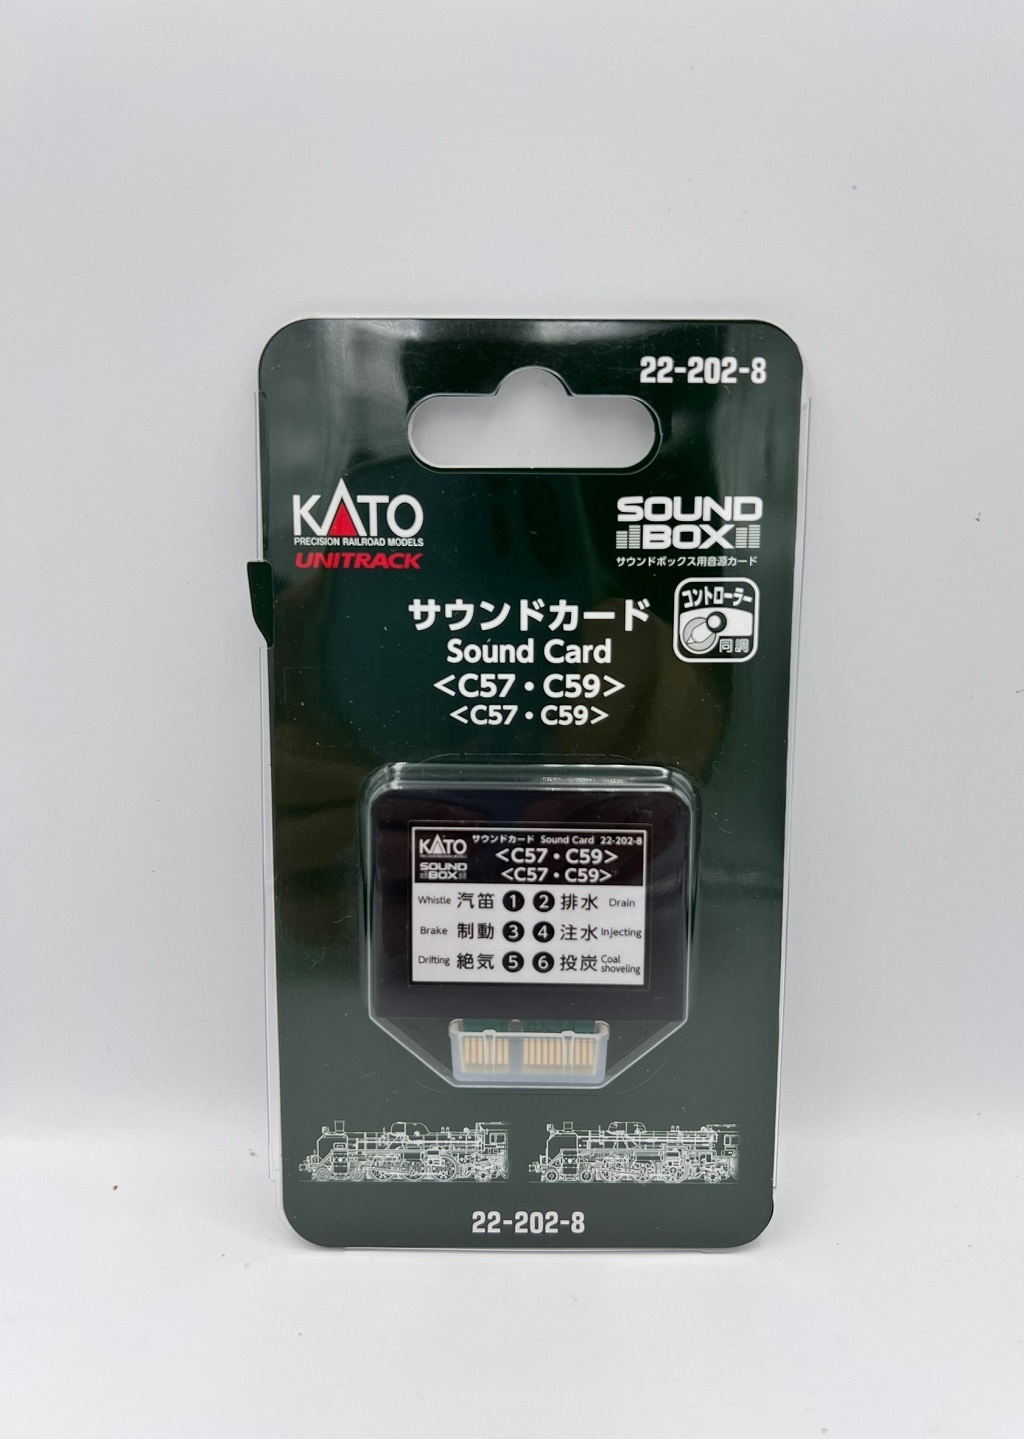 22-202-8
KATO
PRECISION RAILROAD MODELS
UNITRACK
SOUND
BOX
サウンドボックス用音源カード
コントローラー
同調
サウンドカード
Sound Card
<C57・C59>
<C57・C59>
KATO サウンドカード Sound Card 22-202-8
<C57・C59>
SOUND BOX <C57・C59>
Whistle 汽笛 1 2 排水 Drain
Brake 制動 3 4 注水 Injecting
Drifting 絶気 5 6 投炭 Coal shoveling
22-202-8